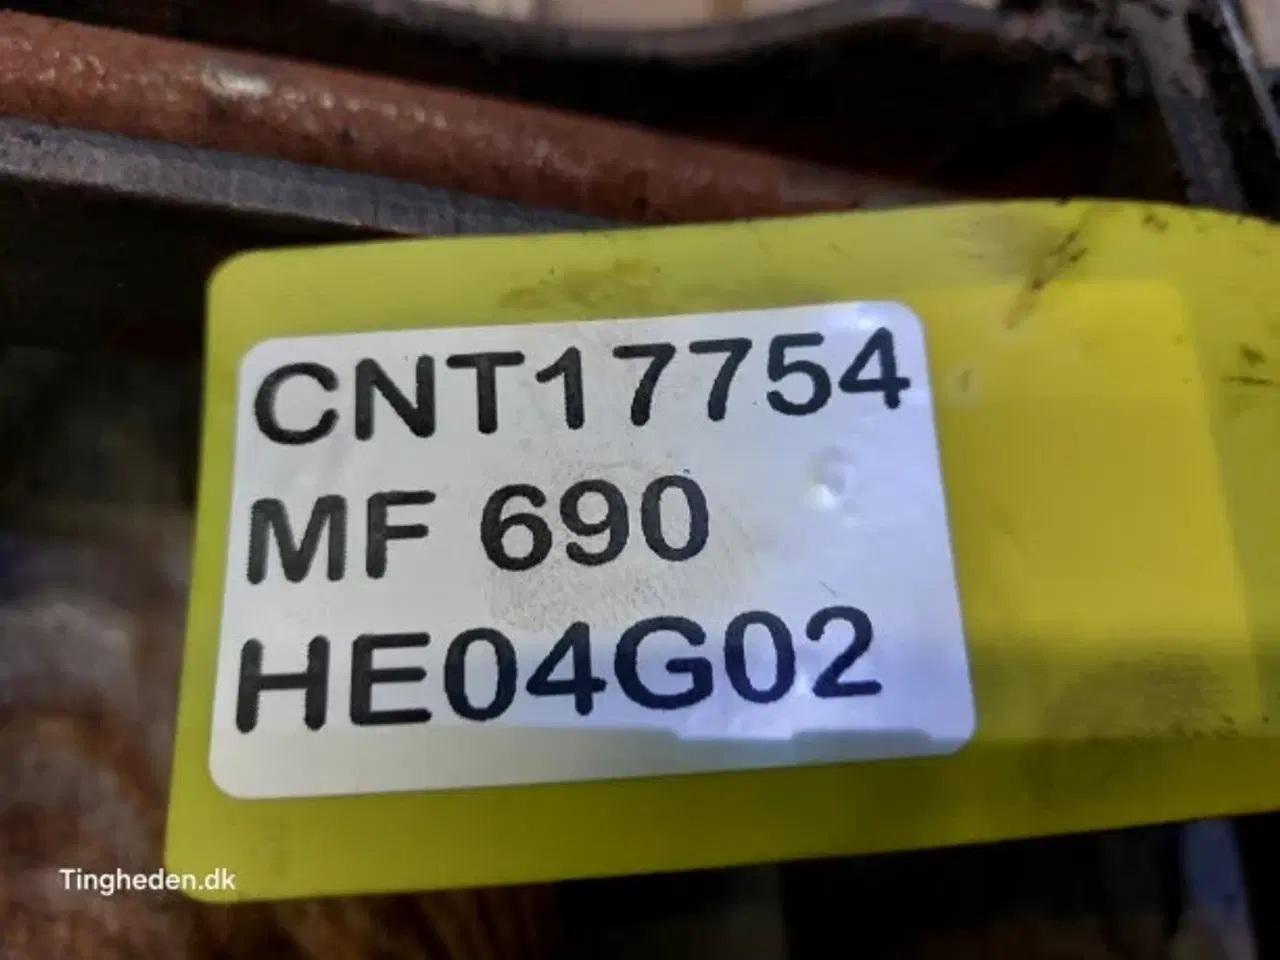 CNT17754
MF 690
HE04G02
Tingheden.dk